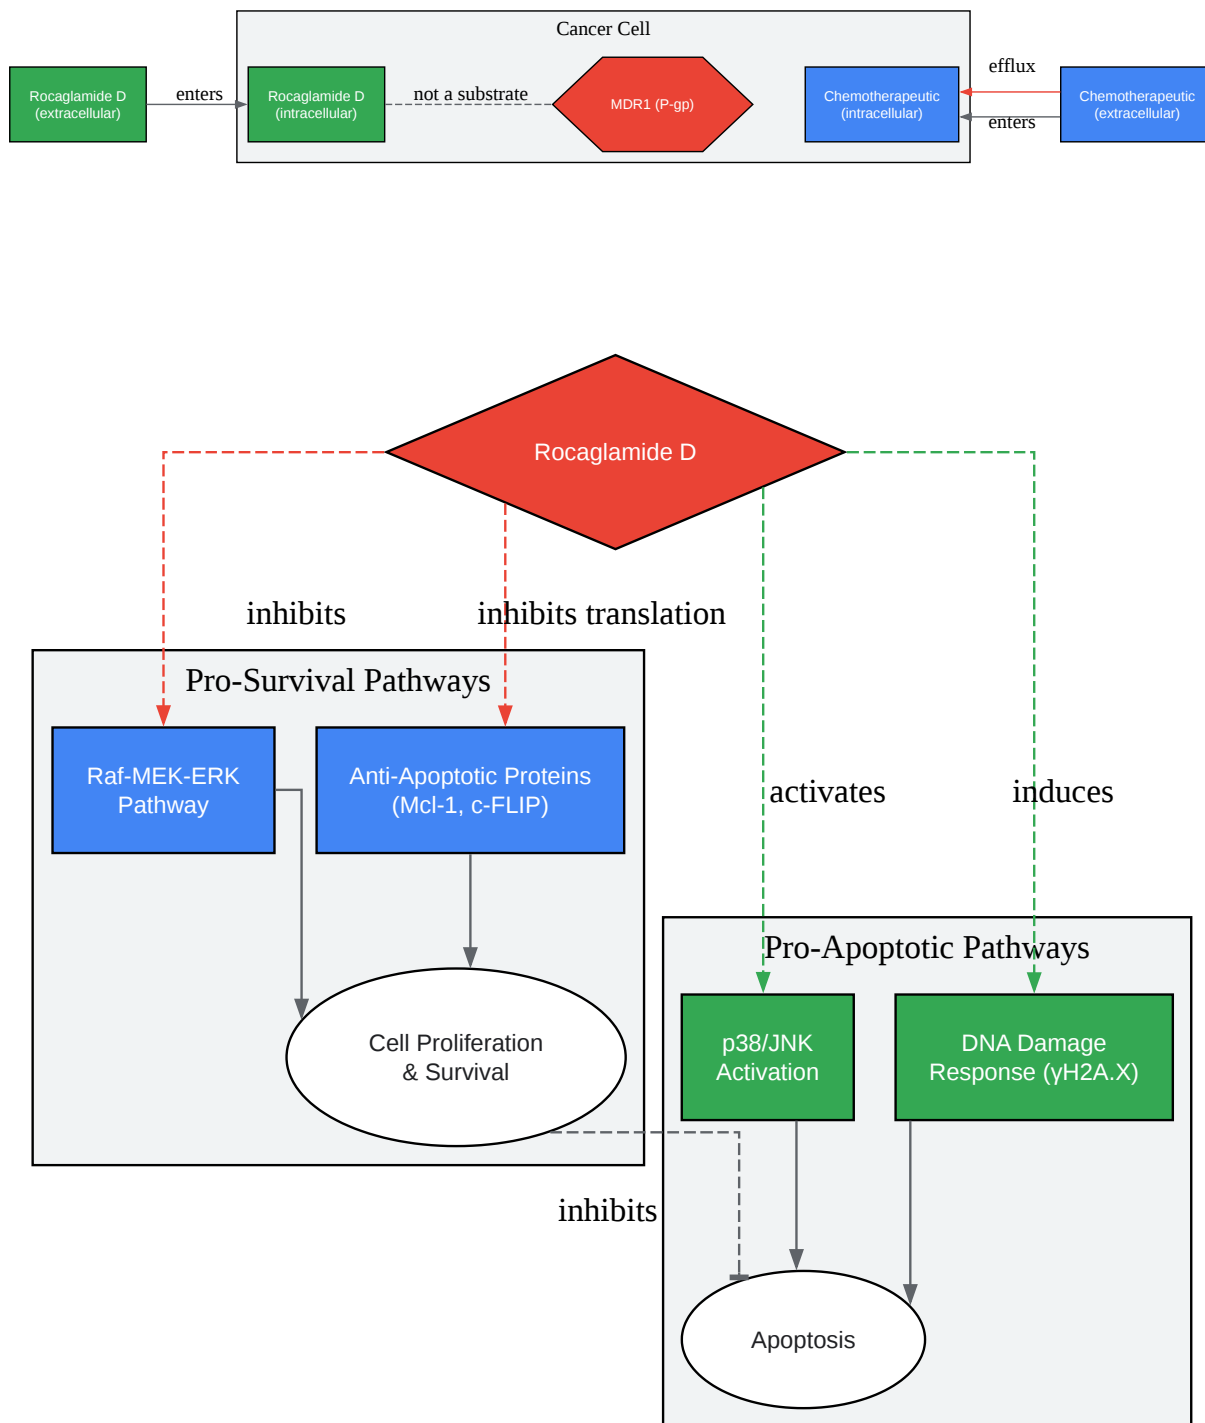 Cancer Cell
Rocaglamide D
(extracellular)
enters
Rocaglamide D
(intracellular)
not a substrate
MDR1 (P-gp)
Chemotherapeutic
(intracellular)
efflux
enters
Chemotherapeutic
(extracellular)
Rocaglamide D
inhibits
inhibits translation
Pro-Survival Pathways
Raf-MEK-ERK
Pathway
Anti-Apoptotic Proteins
(Mcl-1, c-FLIP)
activates
induces
Pro-Apoptotic Pathways
Cell Proliferation
& Survival
p38/JNK
Activation
DNA Damage
Response (γH2A.X)
inhibits
Apoptosis